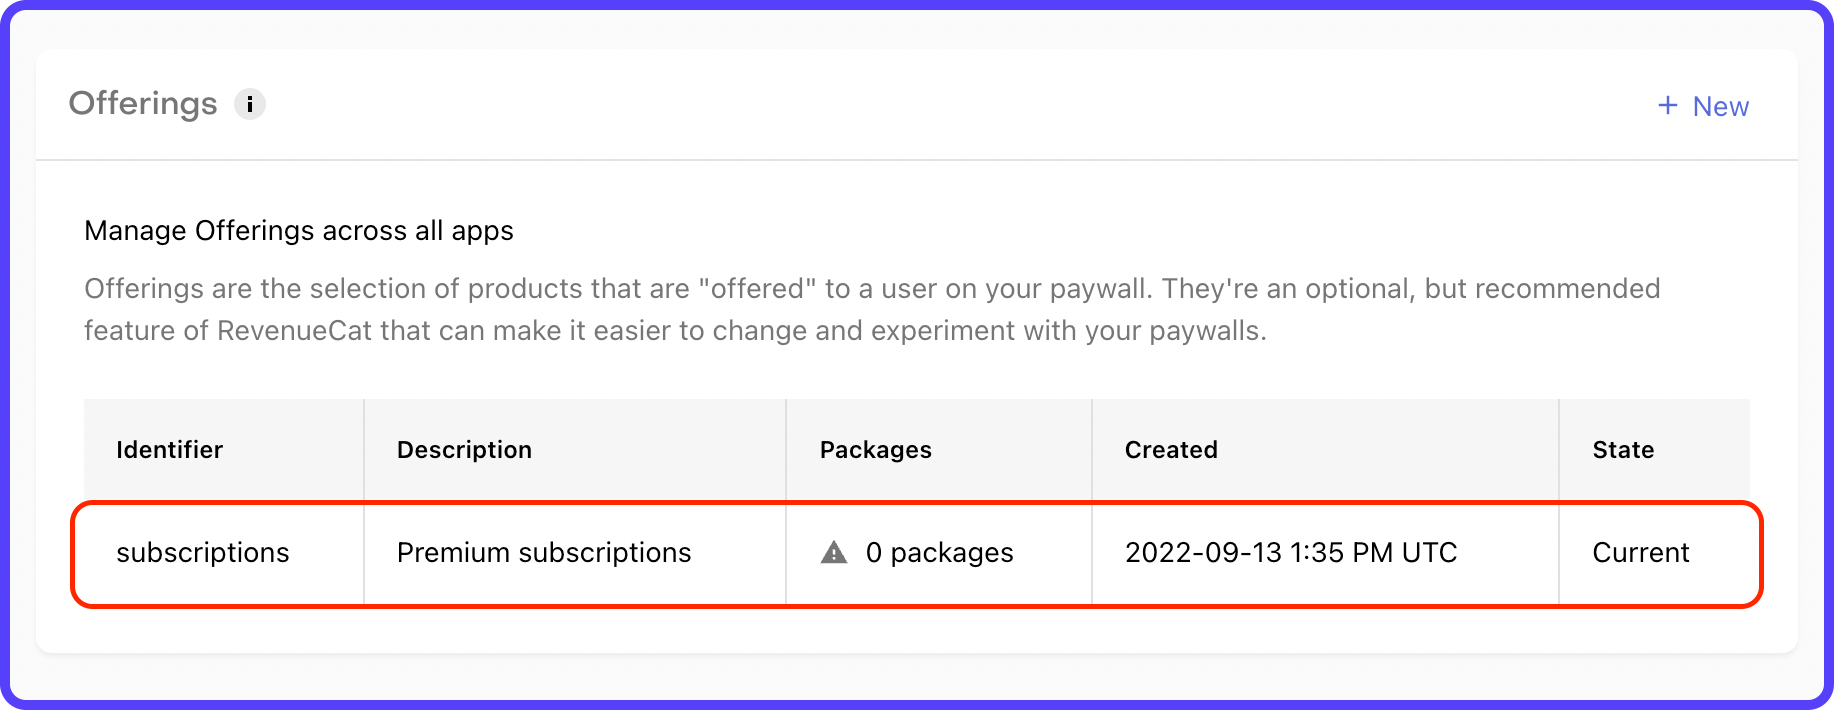 Offerings i
+ New
Manage Offerings across all apps
Offerings are the selection of products that are "offered" to a user on your paywall. They're an optional, but recommended
feature of RevenueCat that can make it easier to change and experiment with your paywalls.
Identifier Description Packages Created State
subscriptions Premium subscriptions 0 packages 2022-09-13 1:35 PM UTC Current